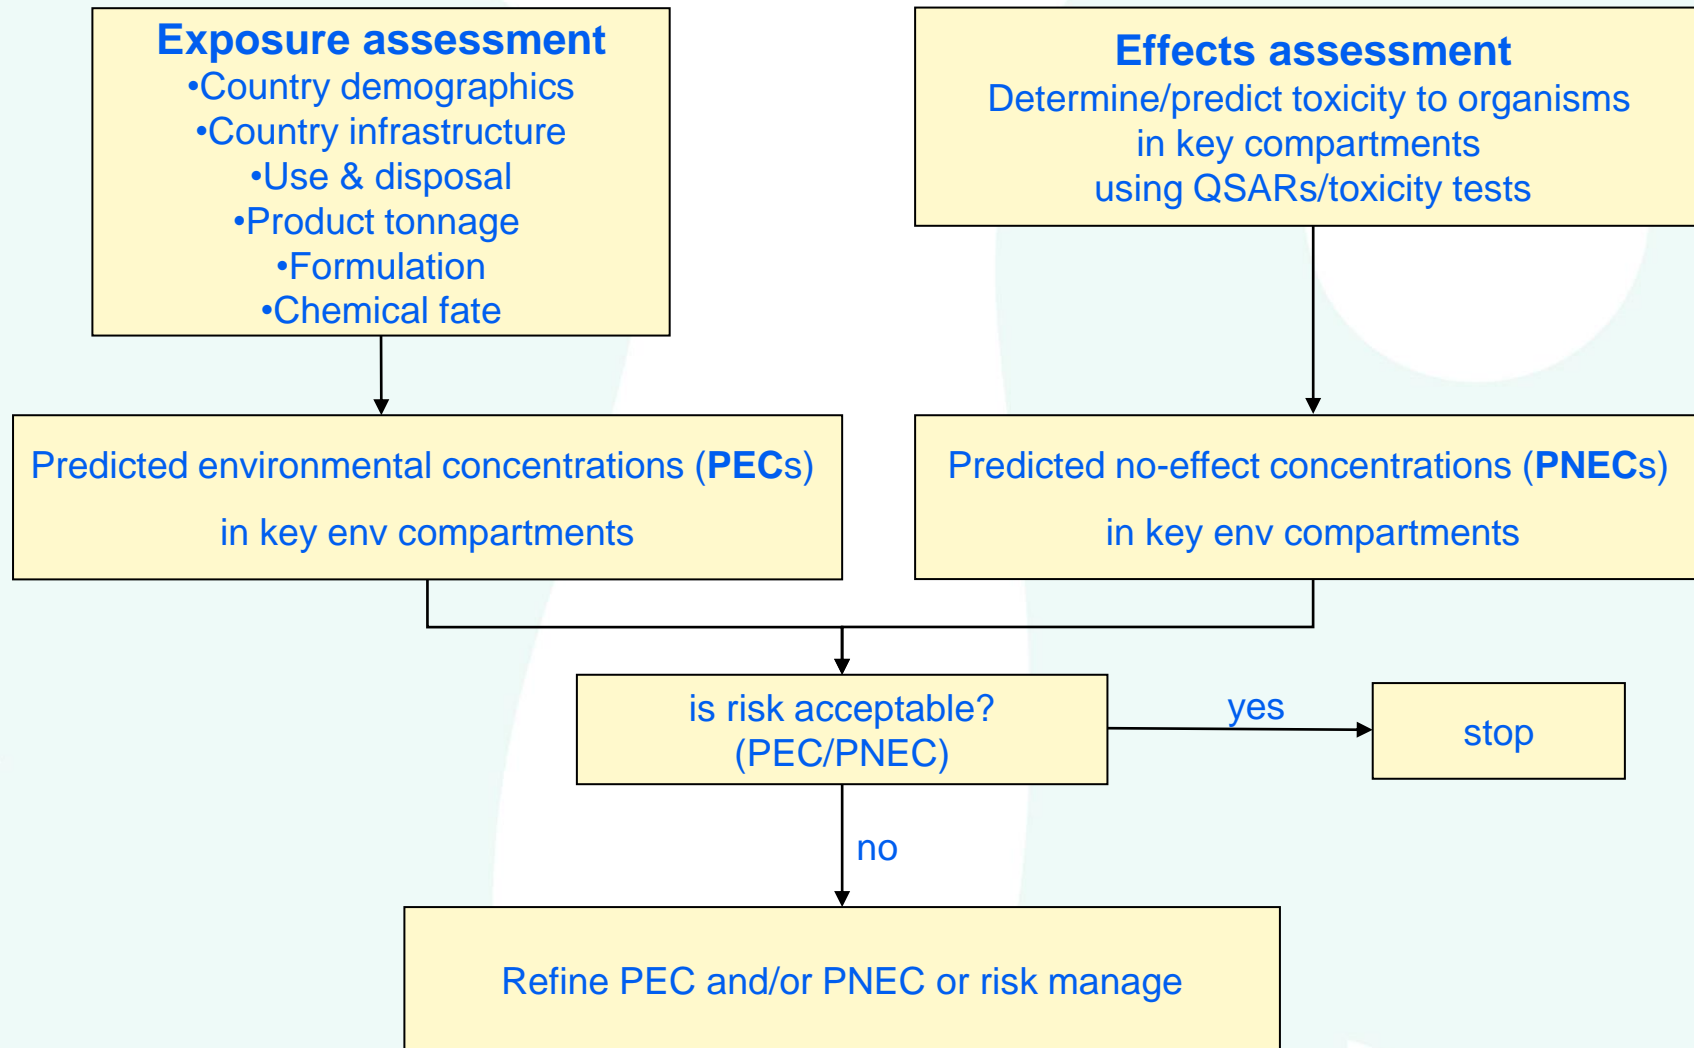 Exposure assessment
•Country demographics
•Country infrastructure
•Use & disposal
•Product tonnage
•Formulation
•Chemical fate
Effects assessment
Determine/predict toxicity to organisms
in key compartments
using QSARs/toxicity tests
Predicted environmental concentrations (PECs)
in key env compartments
Predicted no-effect concentrations (PNECs)
in key env compartments
is risk acceptable?
(PEC/PNEC)
yes
stop
no
Refine PEC and/or PNEC or risk manage